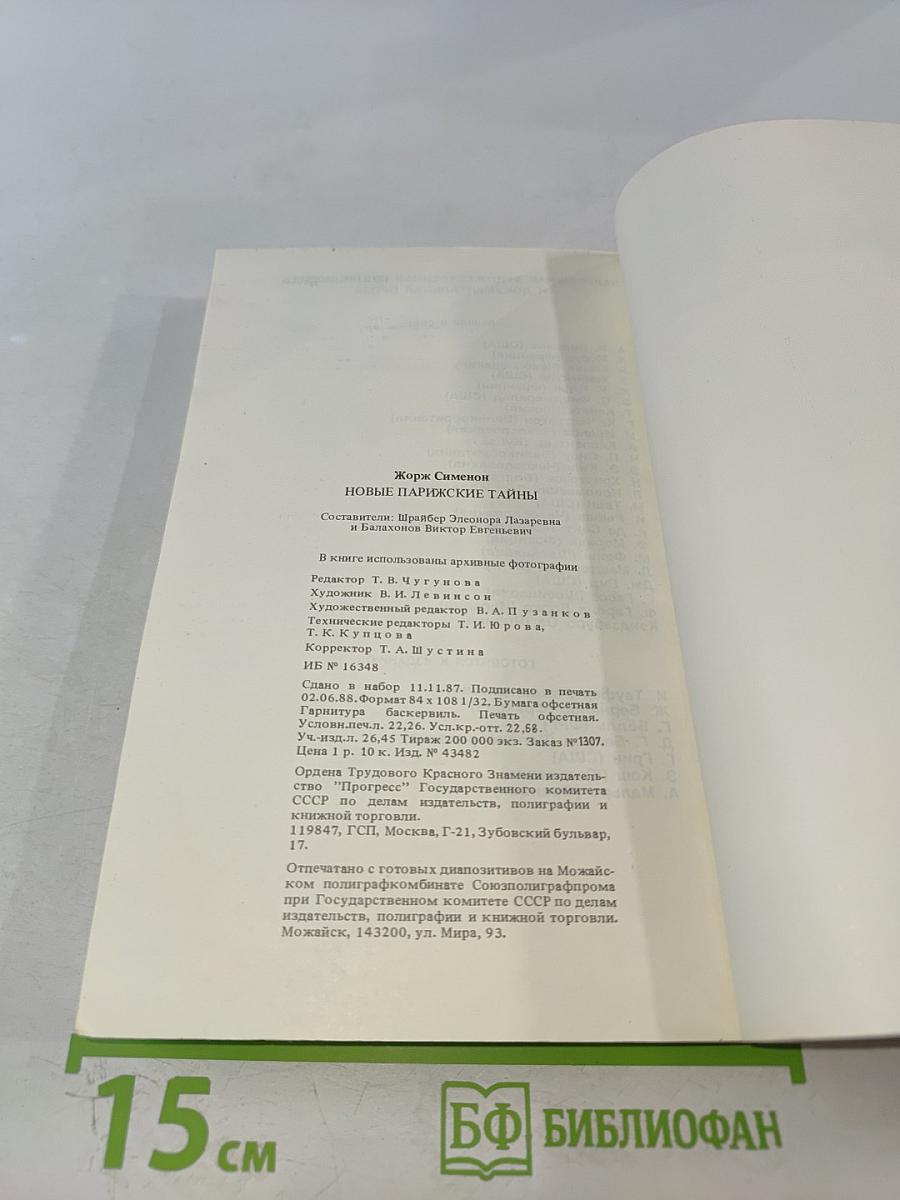 Жорж Сименон
НОВЫЕ ПАРИЖСКИЕ ТАЙНЫ
Составители: Шрайбер Элеонора Лазаревна
и Балахонов Виктор Евгеньевич
В книге использованы архивные фотографии
Редактор Т. В. Чугунова
Художник В. И. Левинсон
Художественный редактор В. А. Пузанков
Технические редакторы Т. И. Юрова,
Т. К. Купцова
Корректор Т. А. Шустина
ИБ № 16348
Сдано в набор 11.11.87. Подписано в печать
02.06.88. Формат 84 x 108 1/32. Бумага офсетная
Гарнитура баскервиль. Печать офсетная.
Условн.печ.л. 22,26. Усл.кр.-отт. 22,68.
Уч.-изд.л. 26,45 Тираж 200 000 экз. Заказ №1307.
Цена 1 р. 10 к. Изд. № 43482
Ордена Трудового Красного Знамени издатель-
ство "Прогресс" Государственного комитета
СССР по делам издательств, полиграфии и
книжной торговли.
119847, ГСП, Москва, Г-21, Зубовский бульвар,
17.
Отпечатано с готовых диапозитивов на Можайс-
ком полиграфкомбинате Союзполиграфпрома
при Государственном комитете СССР по делам
издательств, полиграфии и книжной торговли.
Можайск, 143200, ул. Мира, 93.
15 см
БФ БИБЛИОФАН